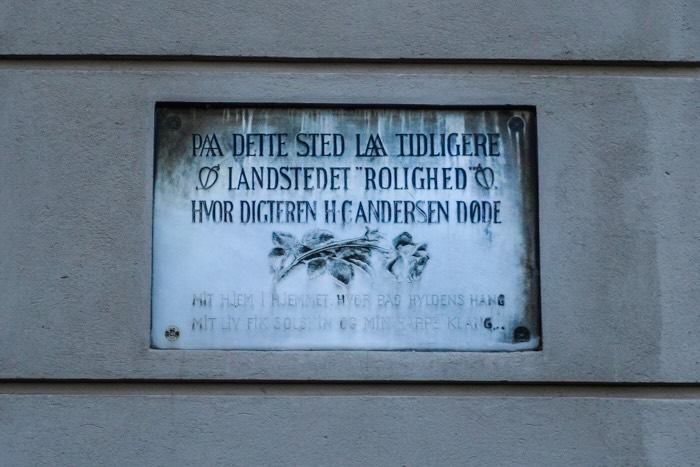 PAA DETTE STED LAA TIDLIGERE
LANDSTEDET "ROLIGHED".
HVOR DIGTEREN H·C·ANDERSEN DØDE
MIT HJEM I HJEMMET, HVOR BAG HYLDENS HANG
MIT LIV FIK SOLSKIN OG MIN HARPE KLANG...